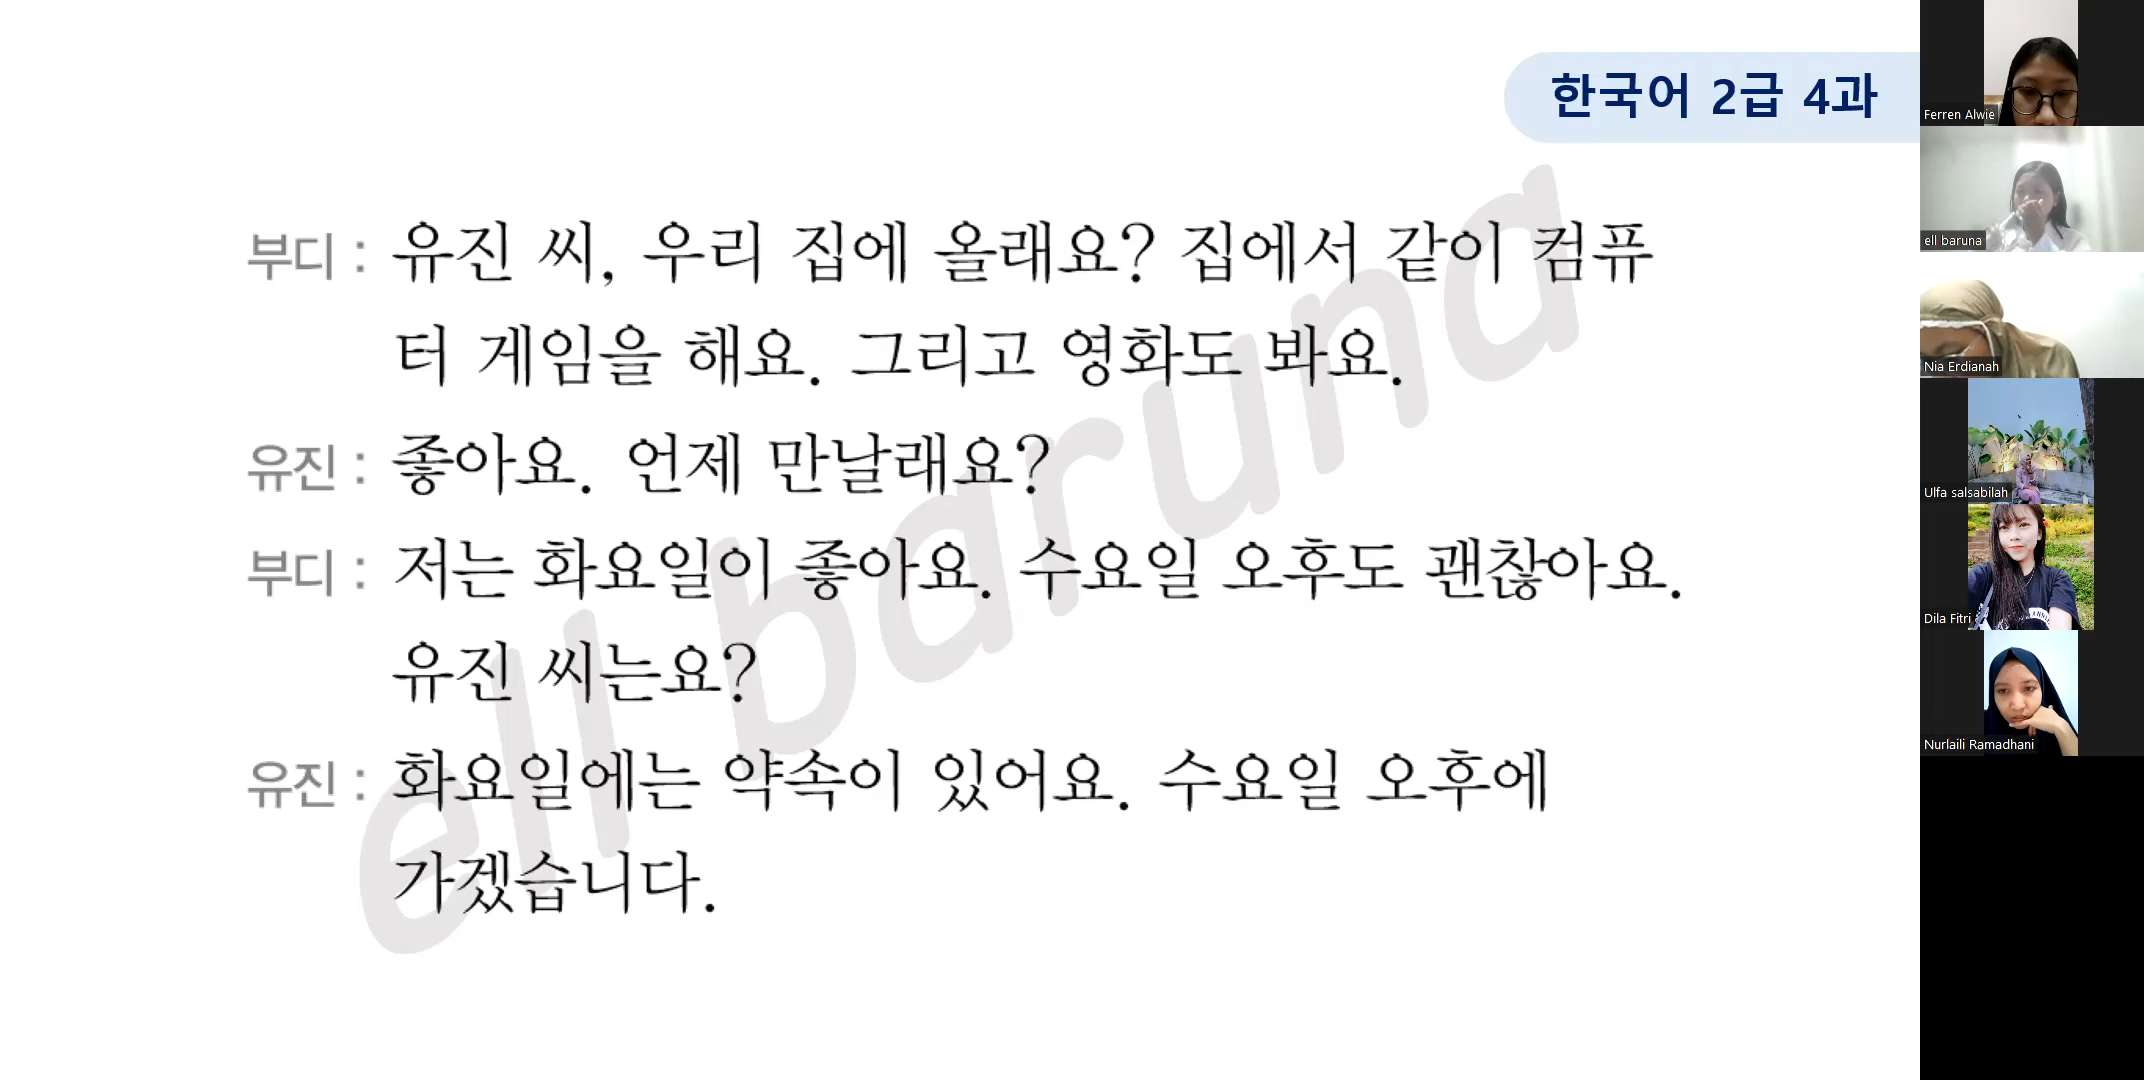 한국어 2급 4과
부디 : 유진 씨, 우리 집에 올래요? 집에서 같이 컴퓨
터 게임을 해요. 그리고 영화도 봐요.
유진 : 좋아요. 언제 만날래요?
부디 : 저는 화요일이 좋아요. 수요일 오후도 괜찮아요.
유진 씨는요?
유진 : 화요일에는 약속이 있어요. 수요일 오후에
가겠습니다.
ell baruna
Ferren Alwie
ell baruna
Nia Erdianah
Ulfa salsabilah
Dila Fitri
Nurlaili Ramadhani